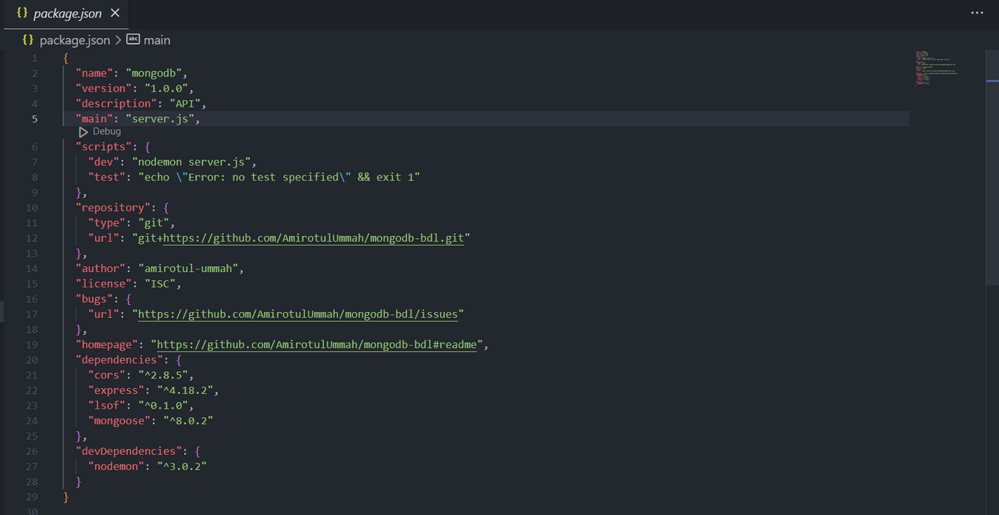 {} package.json ×
{} package.json > abc main
1 {
2   "name": "mongodb",
3   "version": "1.0.0",
4   "description": "API",
5   "main": "server.js",
Debug
6   "scripts": {
7     "dev": "nodemon server.js",
8     "test": "echo \"Error: no test specified\" && exit 1"
9   },
10   "repository": {
11     "type": "git",
12     "url": "git+https://github.com/AmirotulUmmah/mongodb-bdl.git"
13   },
14   "author": "amirotul-ummah",
15   "license": "ISC",
16   "bugs": {
17     "url": "https://github.com/AmirotulUmmah/mongodb-bdl/issues"
18   },
19   "homepage": "https://github.com/AmirotulUmmah/mongodb-bdl#readme",
20   "dependencies": {
21     "cors": "^2.8.5",
22     "express": "^4.18.2",
23     "lsof": "^0.1.0",
24     "mongoose": "^8.0.2"
25   },
26   "devDependencies": {
27     "nodemon": "^3.0.2"
28   }
29 }
30